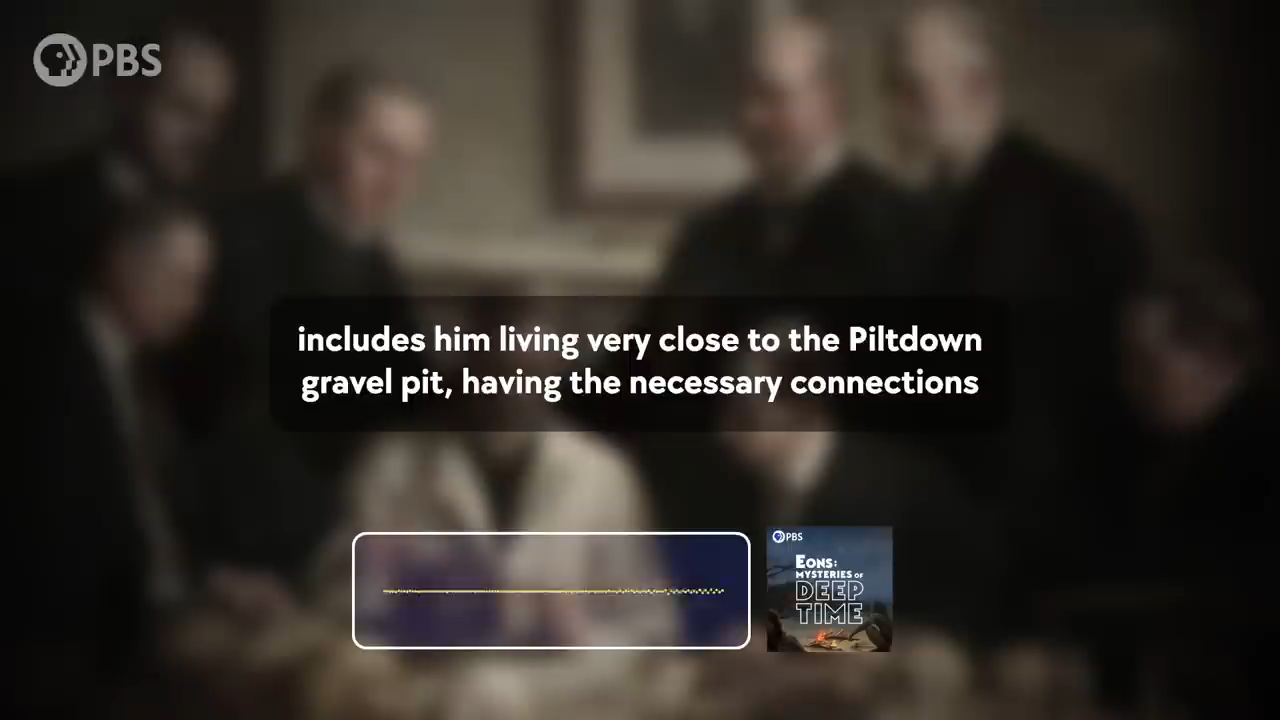 PBS
includes him living very close to the Piltdown
gravel pit, having the necessary connections
PBS
EONS:
MYSTERIES OF
DEEP
TIME